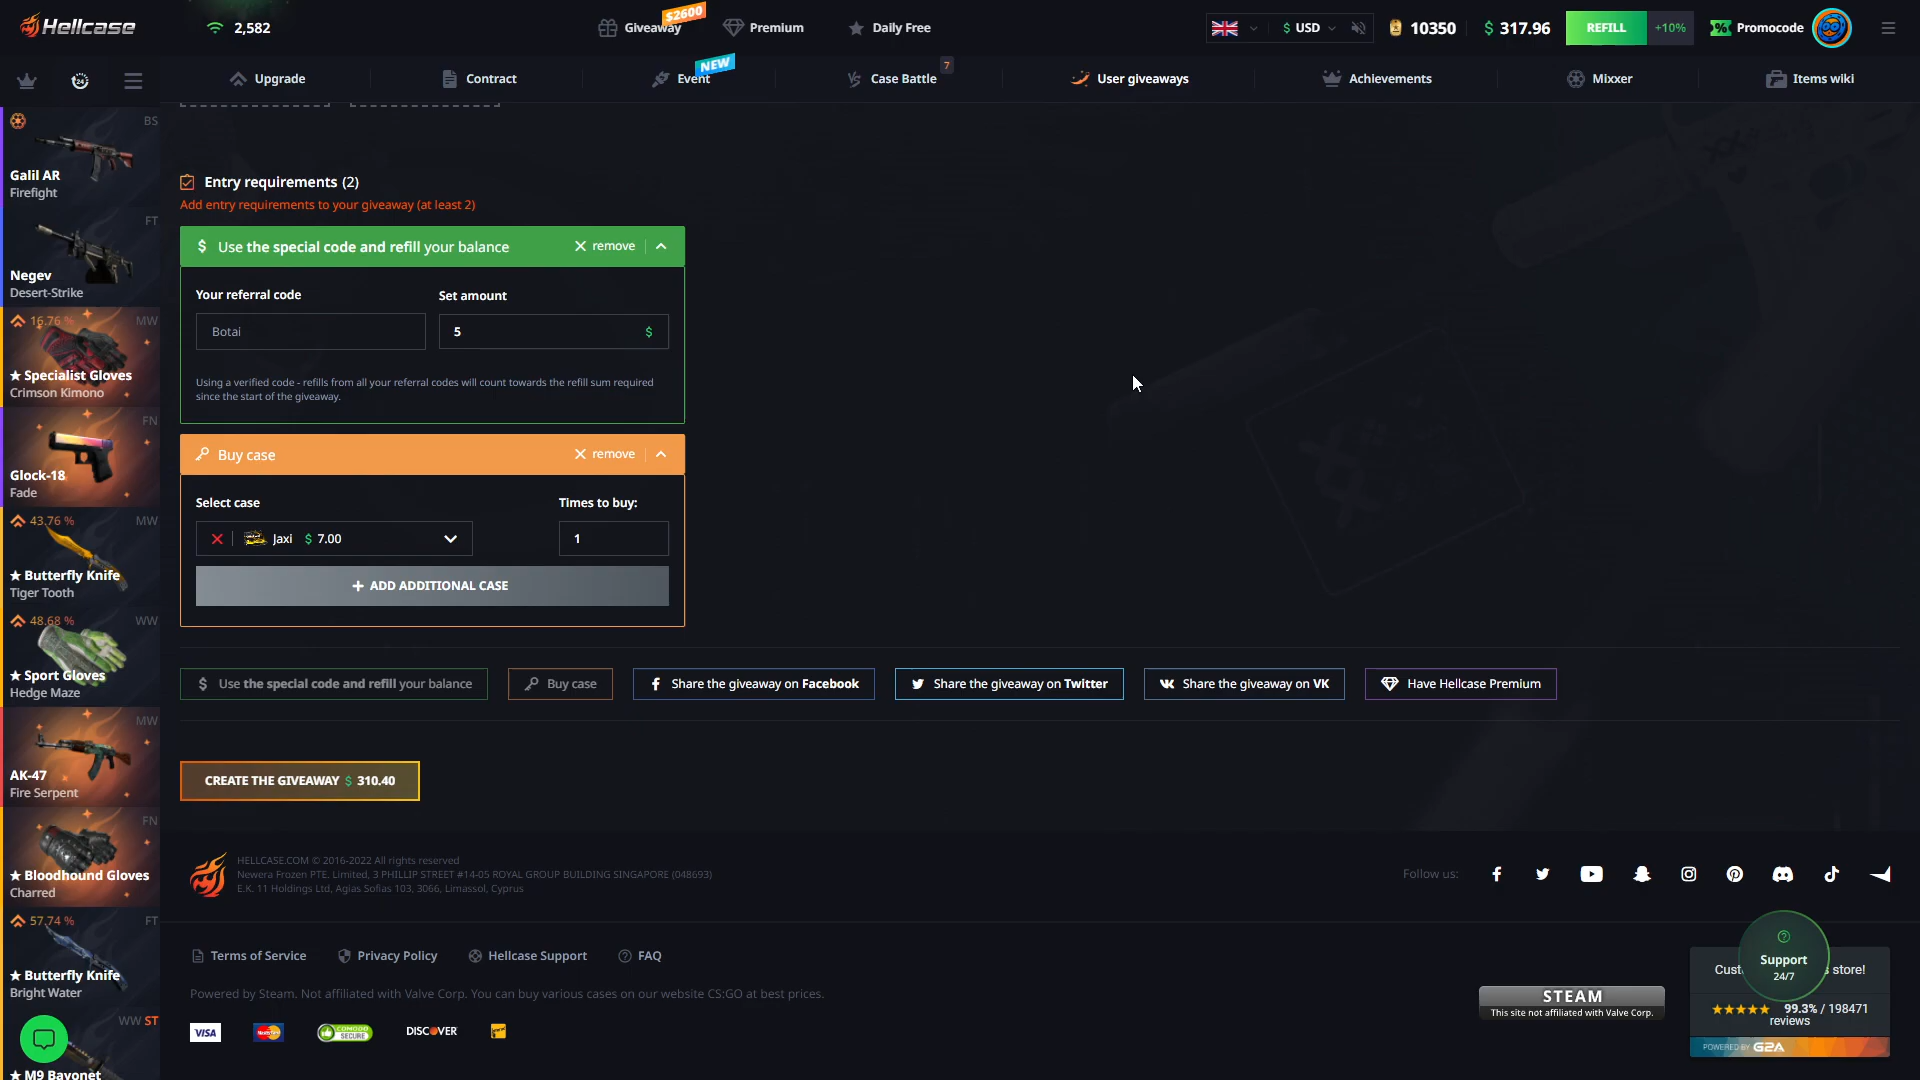 Hellcase
2,582
Giveaway
$2600
Premium
Daily Free
$ USD
10350
$ 317.96
REFILL
+10%
Promocode
24
Upgrade
Contract
Event
NEW
Case Battle
7
User giveaways
Achievements
Mixxer
Items wiki
BS
Galil AR
Firefight
FT
Negev
Desert-Strike
16.76 %
MW
★ Specialist Gloves
Crimson Kimono
FN
Glock-18
Fade
43.76 %
MW
★ Butterfly Knife
Tiger Tooth
48.68 %
WW
★ Sport Gloves
Hedge Maze
MW
AK-47
Fire Serpent
FN
★ Bloodhound Gloves
Charred
57.74 %
FT
★ Butterfly Knife
Bright Water
WW ST
★ M9 Bayonet
Entry requirements (2)
Add entry requirements to your giveaway (at least 2)
$ Use the special code and refill your balance
remove
Your referral code
Set amount
Botai
5
$
Using a verified code - refills from all your referral codes will count towards the refill sum required
since the start of the giveaway.
Buy case
remove
Select case
Times to buy:
Jaxi $ 7.00
1
+ ADD ADDITIONAL CASE
$ Use the special code and refill your balance
Buy case
Share the giveaway on Facebook
Share the giveaway on Twitter
Share the giveaway on VK
Have Hellcase Premium
CREATE THE GIVEAWAY $ 310.40
HELLCASE.COM © 2016-2022 All rights reserved
Newera Frozen PTE. Limited, 3 PHILLIP STREET #14-05 ROYAL GROUP BUILDING SINGAPORE (048693)
E.K. 11 Holdings Ltd, Agias Sofias 103, 3066, Limassol, Cyprus
Follow us:
Terms of Service
Privacy Policy
Hellcase Support
FAQ
Powered by Steam. Not affiliated with Valve Corp. You can buy various cases on our website CS:GO at best prices.
VISA
MasterCard
COMODO
SECURE
DISCOVER
STEAM
This site not affiliated with Valve Corp.
Support
24/7
store!
99.3% / 198471
reviews
POWERED BY G2A